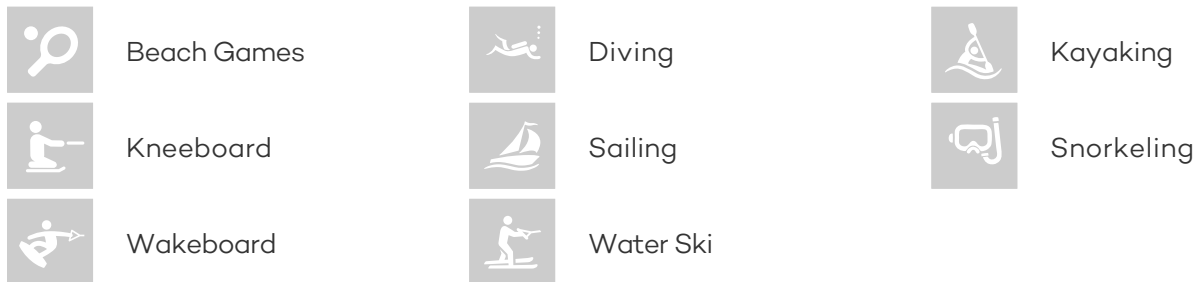 Beach Games
Diving
Kayaking
Kneeboard
Sailing
Snorkeling
Wakeboard
Water Ski